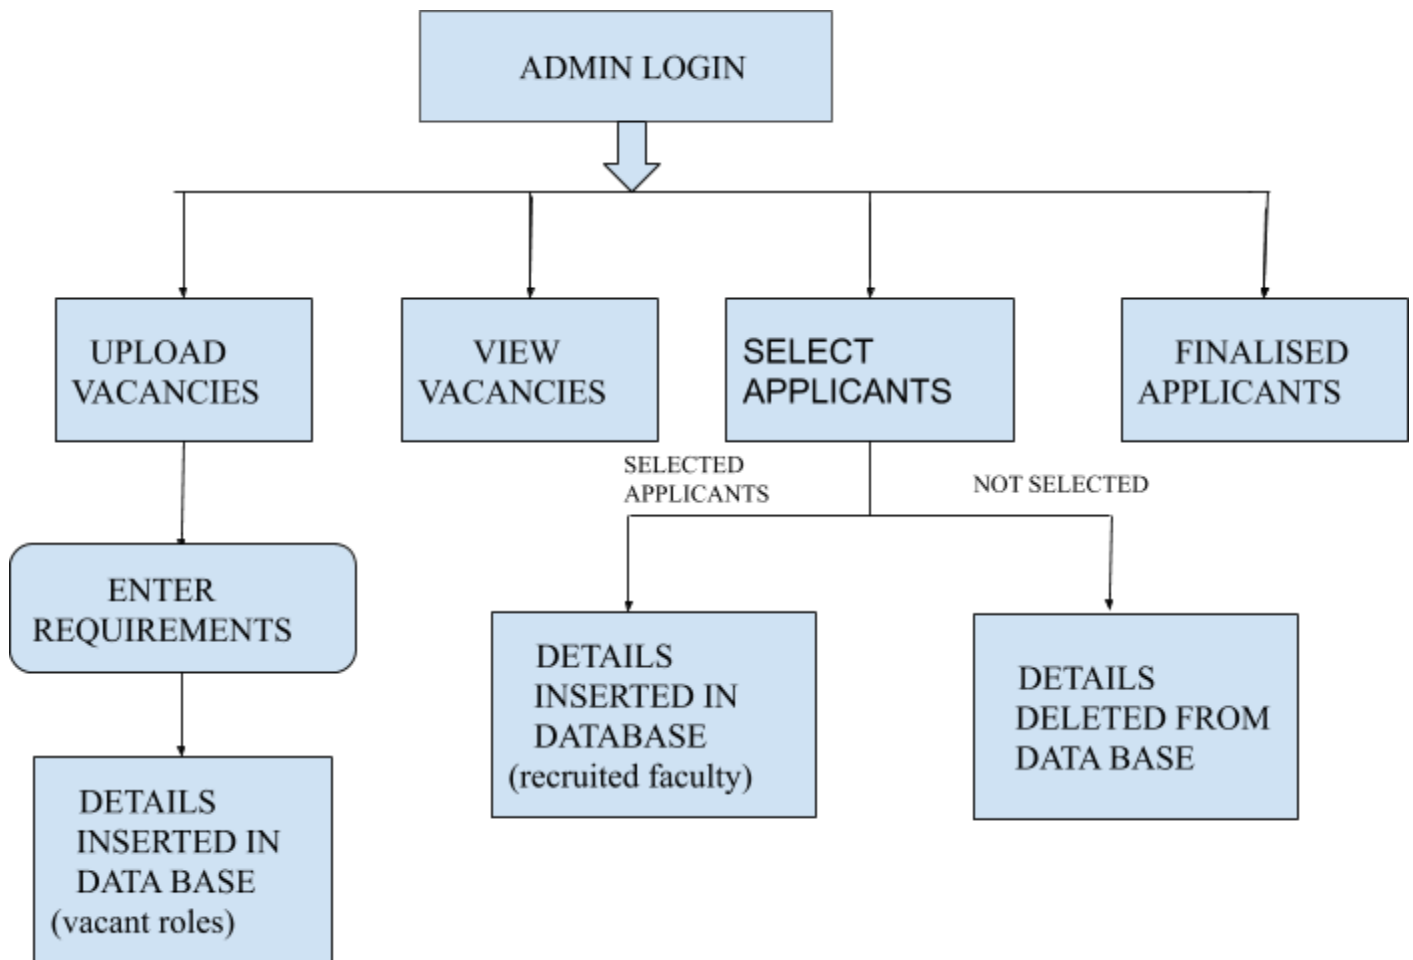 ADMIN LOGIN
UPLOAD
VACANCIES
VIEW
VACANCIES
SELECT
APPLICANTS
FINALISED
APPLICANTS
SELECTED
APPLICANTS
NOT SELECTED
ENTER
REQUIREMENTS
DETAILS
INSERTED IN
DATABASE
(recruited faculty)
DETAILS
DELETED FROM
DATA BASE
DETAILS
INSERTED IN
DATA BASE
(vacant roles)